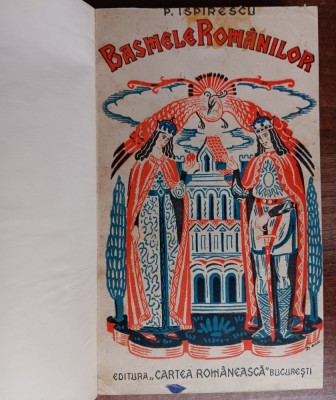 P. ISPIRESCU
BASMELE ROMÂNILOR
EDITURA „CARTEA ROMÂNEASCĂ" BUCUREȘTI